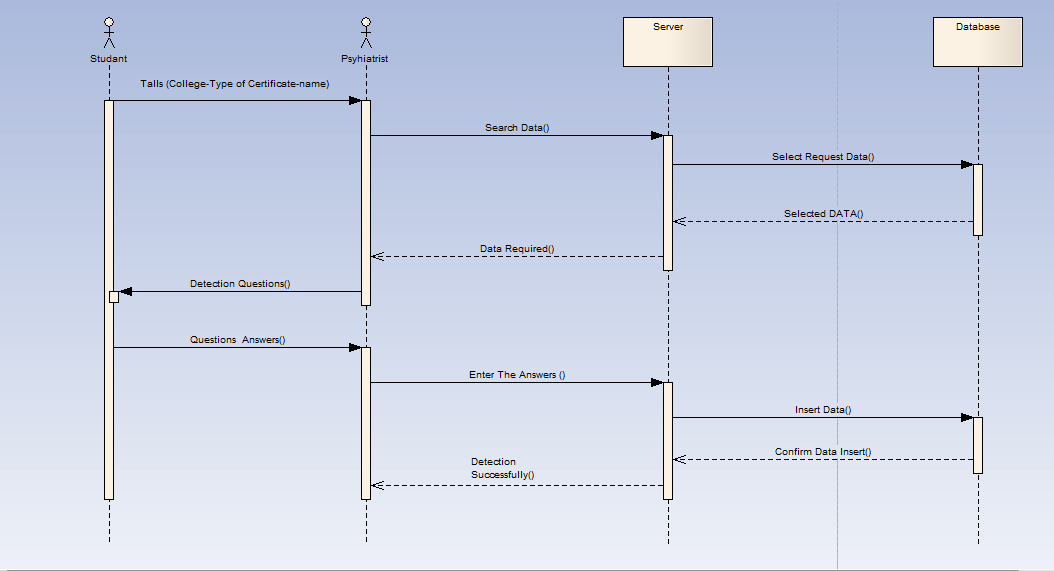 Studant
Psyhiatrist
Server
Database
Talls (College-Type of Certificate-name)
Search Data()
Select Request Data()
Selected DATA()
Data Required()
Detection Questions()
Questions  Answers()
Enter The Answers ()
Insert Data()
Confirm Data Insert()
Detection
Successfully()